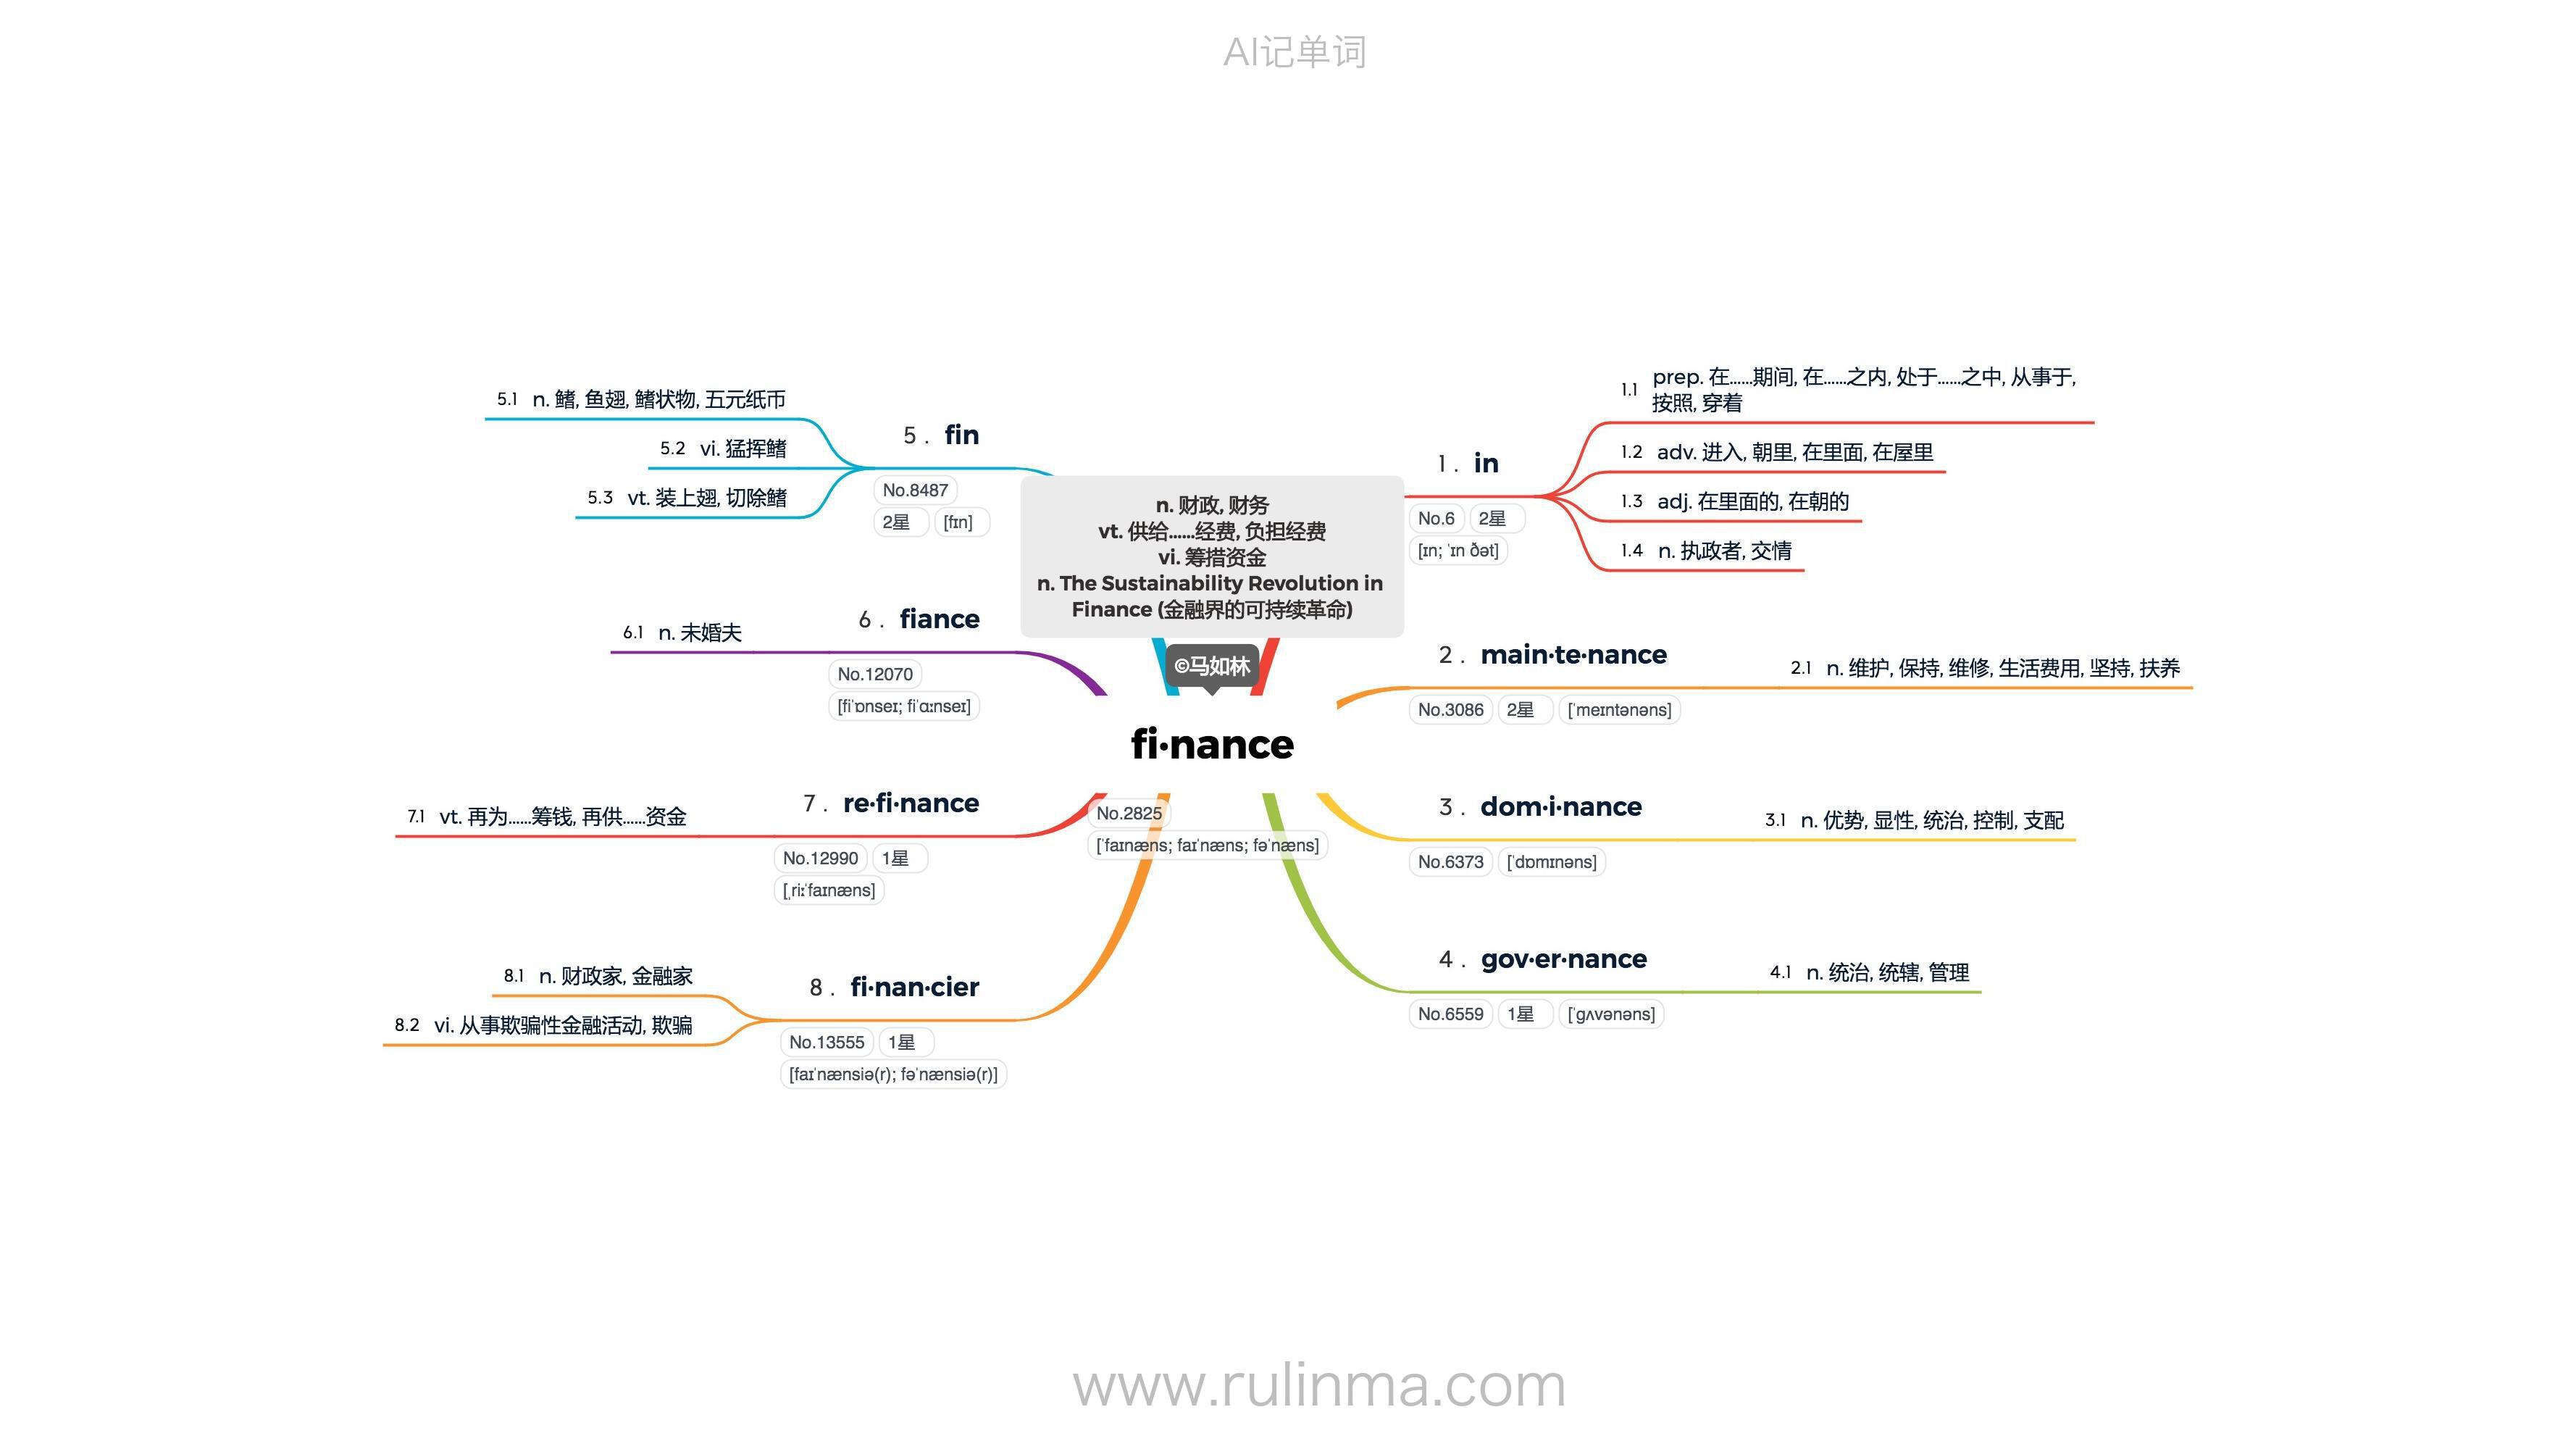 AI记单词
n. 财政, 财务
vt. 供给……经费, 负担经费
vi. 筹措资金
n. The Sustainability Revolution in
Finance (金融界的可持续革命)
©马如林
fi·nance
No.2825
[ˈfaɪnæns; faɪˈnæns; fəˈnæns]
1. in
No.6 2星
[ɪn; ˈɪn ðət]
1.1 prep. 在……期间, 在……之内, 处于……之中, 从事于,
按照, 穿着
1.2 adv. 进入, 朝里, 在里面, 在屋里
1.3 adj. 在里面的, 在朝的
1.4 n. 执政者, 交情
2. main·te·nance
No.3086 2星 [ˈmeɪntənəns]
2.1 n. 维护, 保持, 维修, 生活费用, 坚持, 扶养
3. dom·i·nance
No.6373 [ˈdɒmɪnəns]
3.1 n. 优势, 显性, 统治, 控制, 支配
4. gov·er·nance
No.6559 1星 [ˈɡʌvənəns]
4.1 n. 统治, 统辖, 管理
5. fin
No.8487
2星 [fɪn]
5.1 n. 鳍, 鱼翅, 鳍状物, 五元纸币
5.2 vi. 猛挥鳍
5.3 vt. 装上翅, 切除鳍
6. fiance
No.12070
[fiˈɒnseɪ; fiˈɑːnseɪ]
6.1 n. 未婚夫
7. re·fi·nance
No.12990 1星
[ˌriːˈfaɪnæns]
7.1 vt. 再为……筹钱, 再供……资金
8. fi·nan·cier
No.13555 1星
[faɪˈnænsiə(r); fəˈnænsiə(r)]
8.1 n. 财政家, 金融家
8.2 vi. 从事欺骗性金融活动, 欺骗
www.rulinma.com